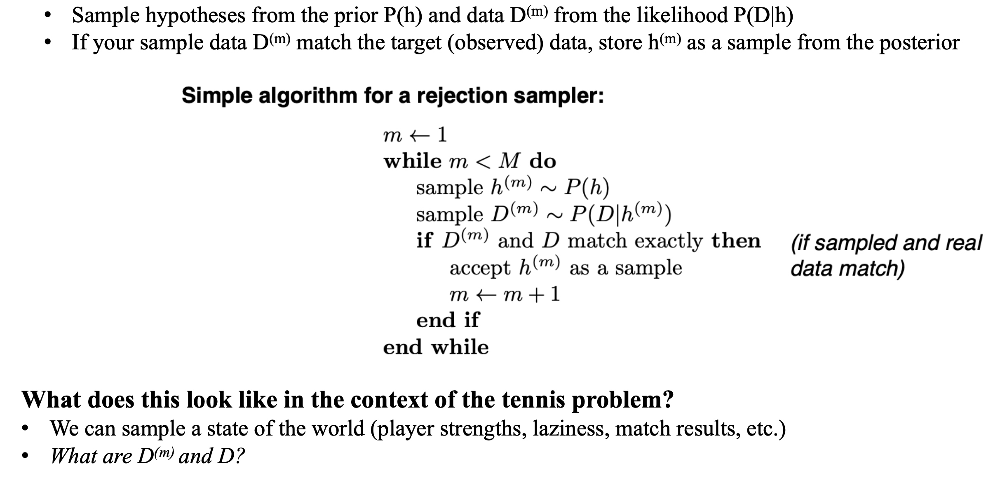 • Sample hypotheses from the prior P(h) and data D⁽ᵐ⁾ from the likelihood P(D|h)
• If your sample data D⁽ᵐ⁾ match the target (observed) data, store h⁽ᵐ⁾ as a sample from the posterior
Simple algorithm for a rejection sampler:
m ← 1
while m < M do
sample h⁽ᵐ⁾ ∼ P(h)
sample D⁽ᵐ⁾ ∼ P(D|h⁽ᵐ⁾)
if D⁽ᵐ⁾ and D match exactly then (if sampled and real
accept h⁽ᵐ⁾ as a sample data match)
m ← m + 1
end if
end while
What does this look like in the context of the tennis problem?
• We can sample a state of the world (player strengths, laziness, match results, etc.)
• What are D⁽ᵐ⁾ and D?